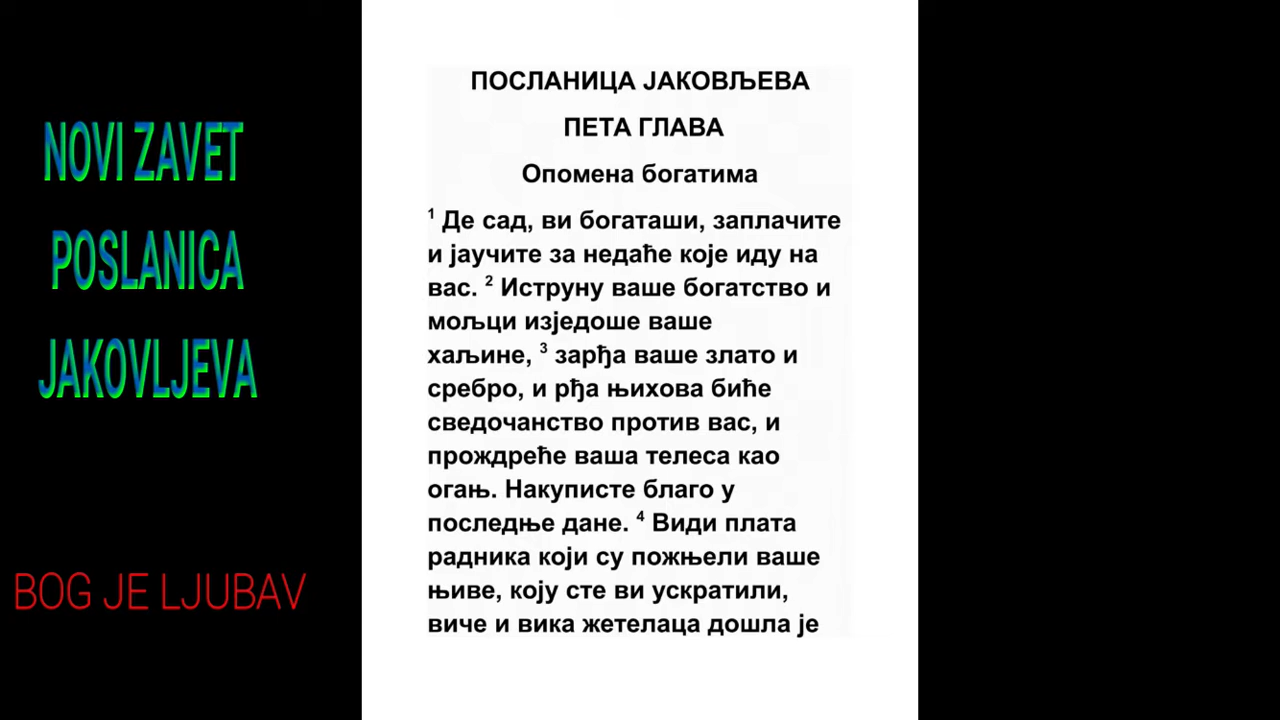 NOVI ZAVET
POSLANICA
JAKOVLJEVA
BOG JE LJUBAV
ПОСЛАНИЦА ЈАКОВЉЕВА
ПЕТА ГЛАВА
Опомена богатима
1 Де сад, ви богаташи, заплачите
и јаучите за недаће које иду на
вас. 2 Иструну ваше богатство и
мољци изједоше ваше
хаљине, 3 зарђа ваше злато и
сребро, и рђа њихова биће
сведочанство против вас, и
прождреће ваша телеса као
огањ. Накуписте благо у
последње дане. 4 Види плата
радника који су пожњели ваше
њиве, коју сте ви ускратили,
виче и вика жетелаца дошла је